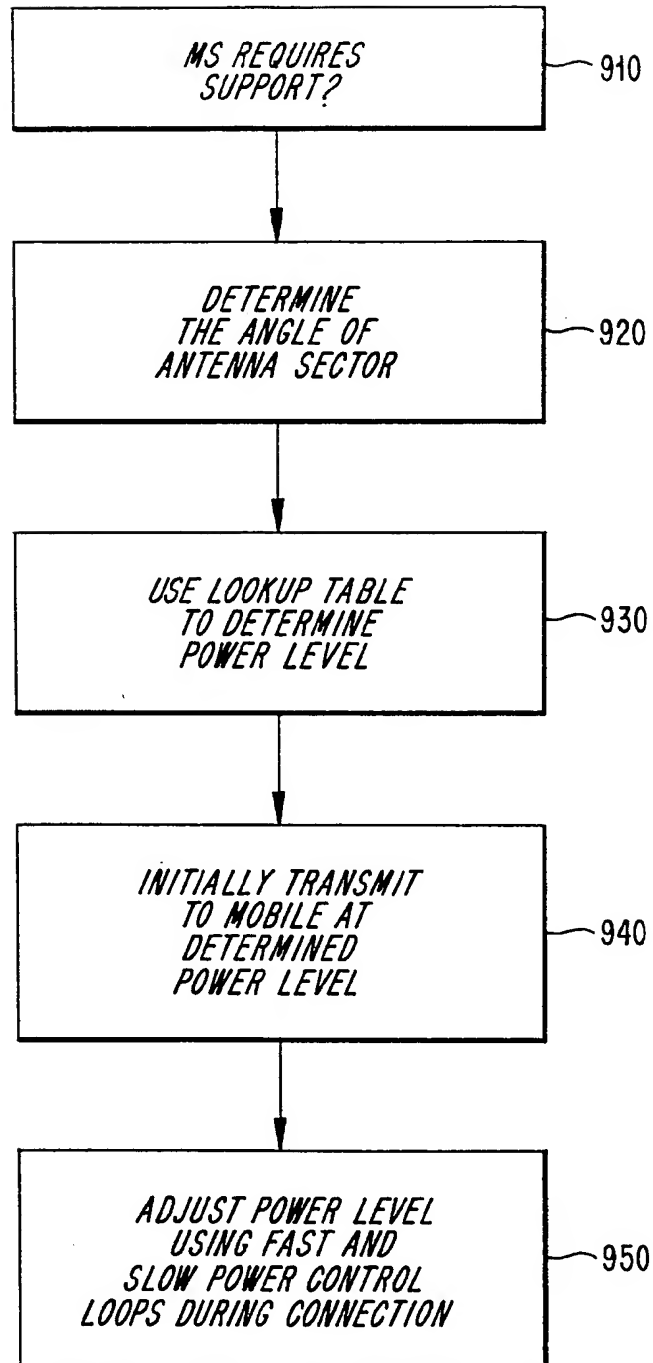 MS REQUIRES
SUPPORT?
910
DETERMINE
THE ANGLE OF
ANTENNA SECTOR
920
USE LOOKUP TABLE
TO DETERMINE
POWER LEVEL
930
INITIALLY TRANSMIT
TO MOBILE AT
DETERMINED
POWER LEVEL
940
ADJUST POWER LEVEL
USING FAST AND
SLOW POWER CONTROL
LOOPS DURING CONNECTION
950